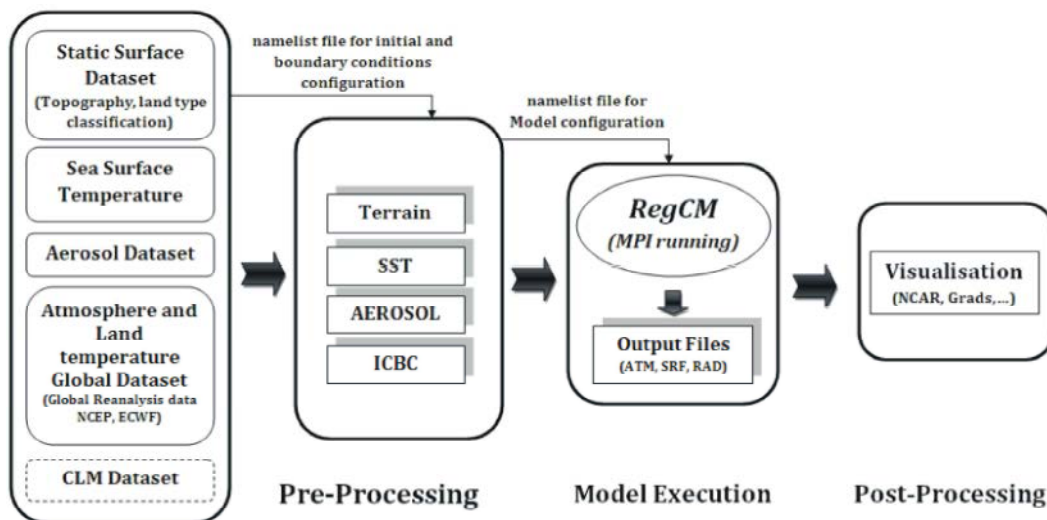 Static Surface
Dataset
(Topography, land type
classification)
Sea Surface
Temperature
Aerosol Dataset
Atmosphere and
Land
temperature
Global Dataset
(Global Reanalysis data
NCEP, ECWF)
CLM Dataset
namelist file for initial and
boundary conditions
configuration
Terrain
SST
AEROSOL
ICBC
Pre-Processing
namelist file for
Model configuration
RegCM
(MPI running)
Output Files
(ATM, SRF, RAD)
Model Execution
Visualisation
(NCAR, Grads,...)
Post-Processing